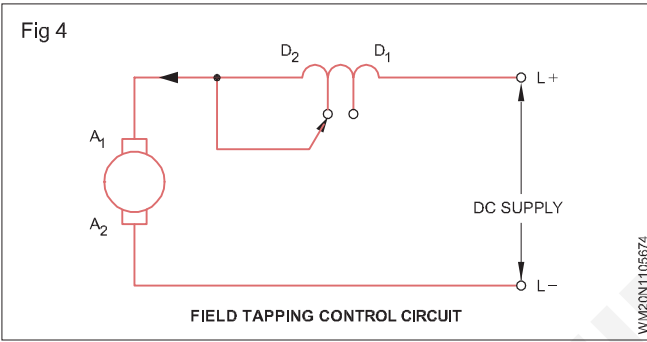 Fig 4
D2 D1
L+
A1
A2
DC SUPPLY
L−
FIELD TAPPING CONTROL CIRCUIT
WM20N1105674